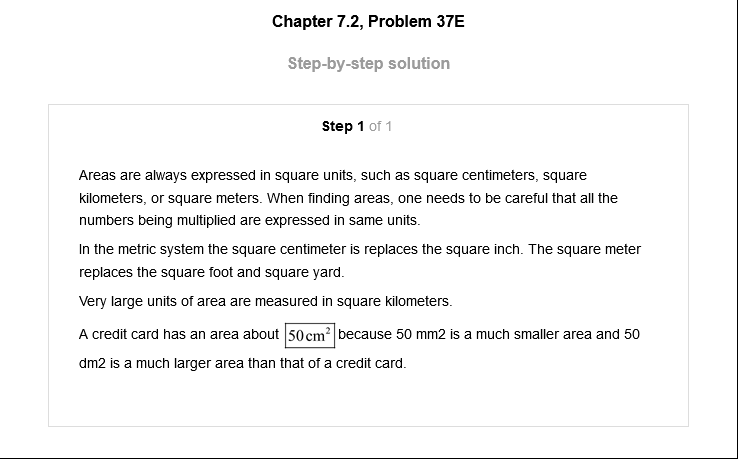 Chapter 7.2, Problem 37E
Step-by-step solution
Step 1 of 1
Areas are always expressed in square units, such as square centimeters, square
kilometers, or square meters. When finding areas, one needs to be careful that all the
numbers being multiplied are expressed in same units.
In the metric system the square centimeter is replaces the square inch. The square meter
replaces the square foot and square yard.
Very large units of area are measured in square kilometers.
A credit card has an area about 50 cm² because 50 mm2 is a much smaller area and 50
dm2 is a much larger area than that of a credit card.